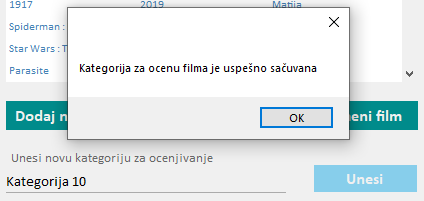 1917 2019 Matija
Spiderman :
Star Wars : T
Parasite
Kategorija za ocenu filma je uspešno sačuvana
OK
Dodaj n
eni film
Unesi novu kategoriju za ocenjivanje
Kategorija 10
Unesi